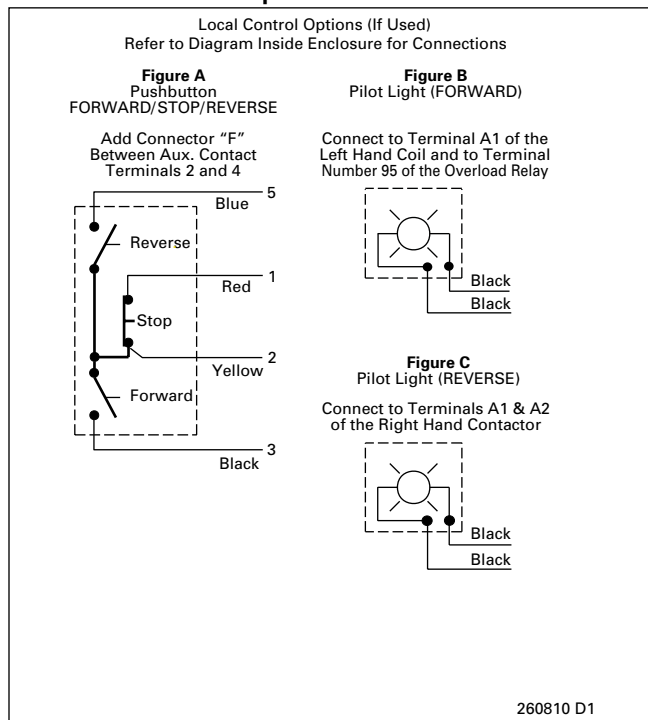 Local Control Options (If Used)
Refer to Diagram Inside Enclosure for Connections
Figure A
Pushbutton
FORWARD/STOP/REVERSE
Add Connector “F”
Between Aux. Contact
Terminals 2 and 4
5
Blue
Reverse
1
Red
Stop
2
Yellow
Forward
3
Black
Figure B
Pilot Light (FORWARD)
Connect to Terminal A1 of the
Left Hand Coil and to Terminal
Number 95 of the Overload Relay
Black
Black
Figure C
Pilot Light (REVERSE)
Connect to Terminals A1 & A2
of the Right Hand Contactor
Black
Black
260810 D1